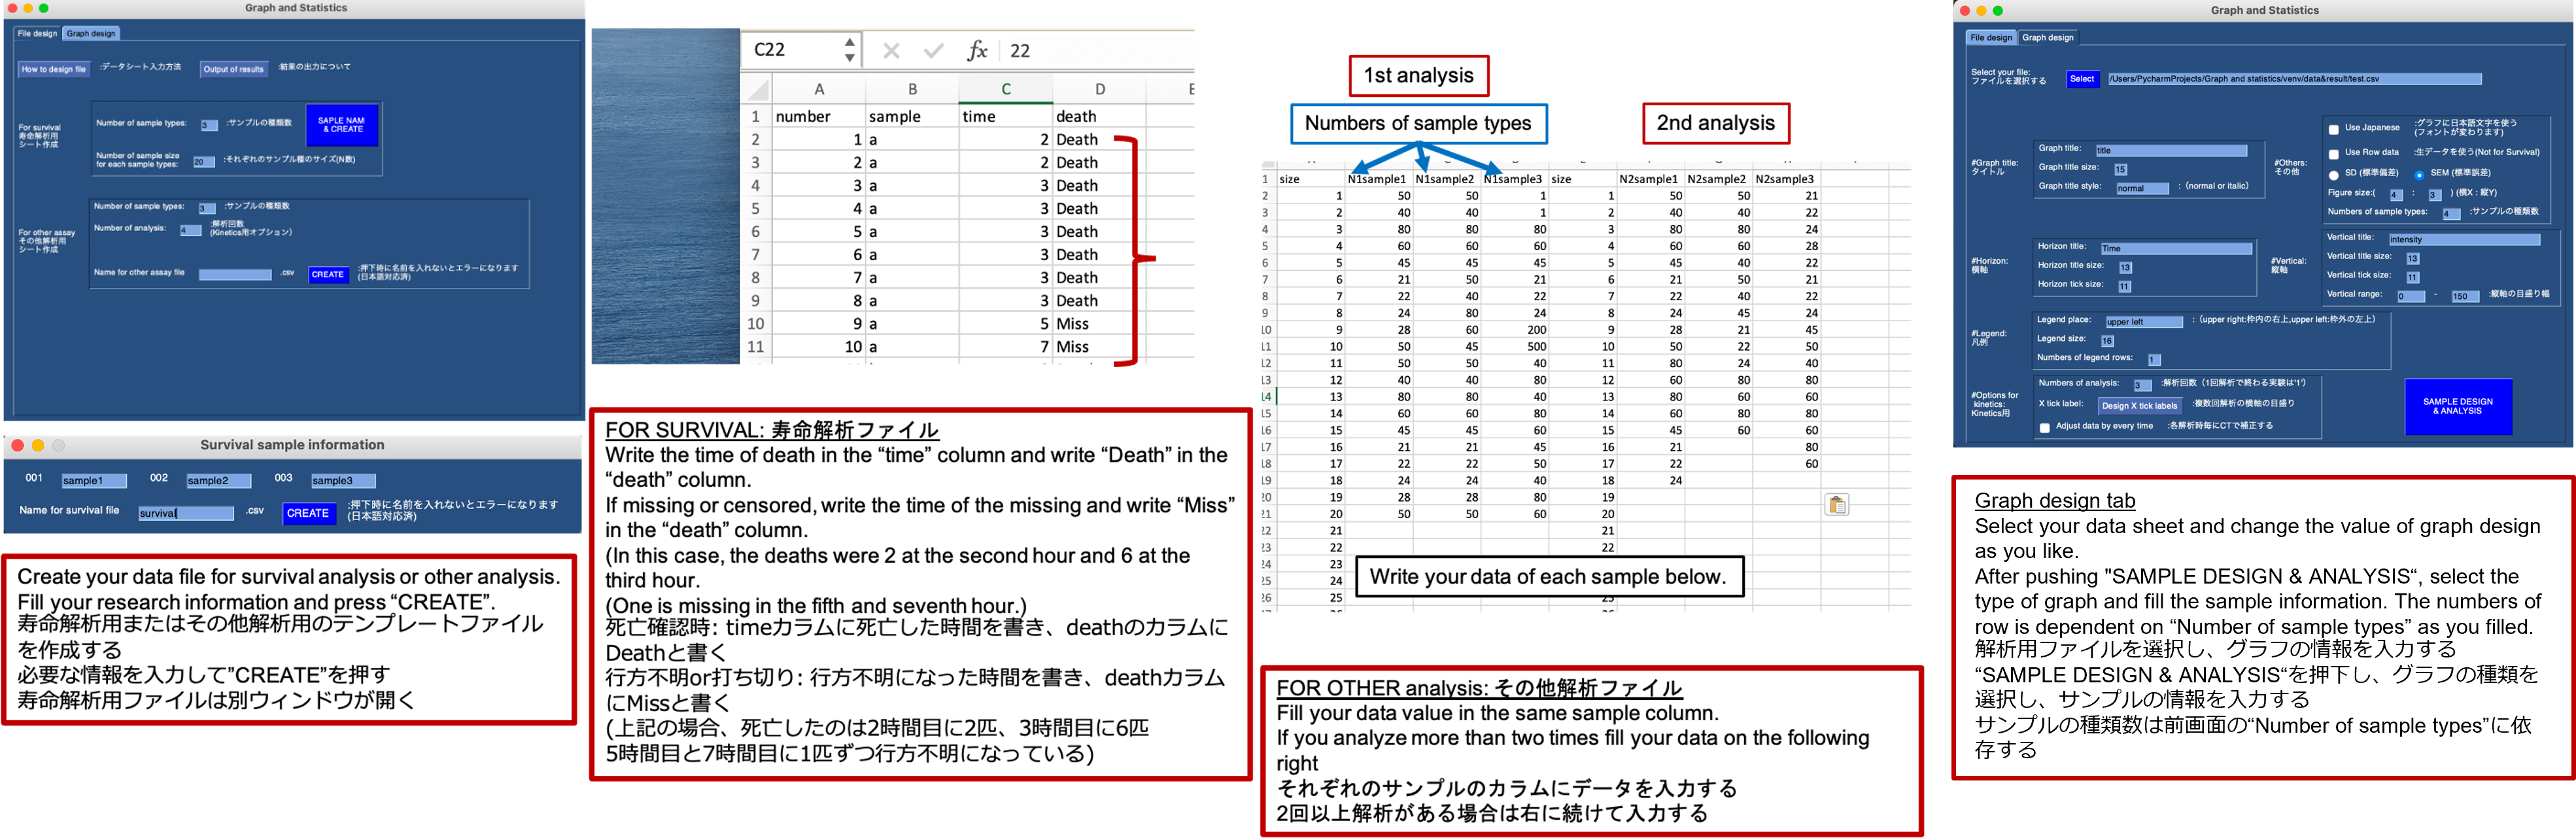 Graph and Statistics
File design
Graph design
How to design file
:データシート入力方法
Output of results
:結果の出力について
For survival
寿命解析用
シート作成
Number of sample types:
3
:サンプルの種類数
SAPLE NAM
& CREATE
Number of sample size
for each sample types:
20
:それぞれのサンプル種のサイズ(N数)
For other assay
その他解析用
シート作成
Number of sample types:
3
:サンプルの種類数
Number of analysis:
4
:解析回数
(Kinetics用オプション)
Name for other assay file
.csv
CREATE
:押下時に名前を入れないとエラーになります
(日本語対応済)
Survival sample information
001 sample1 002 sample2 003 sample3
Name for survival file survival .csv CREATE
:押下時に名前を入れないとエラーになります
(日本語対応済)
Create your data file for survival analysis or other analysis.
Fill your research information and press “CREATE”.
寿命解析用またはその他解析用のテンプレートファイル
を作成する
必要な情報を入力して”CREATE”を押す
寿命解析用ファイルは別ウィンドウが開く
C22 fx 22
A B C D E
1 number sample time death
2 1 a 2 Death
3 2 a 2 Death
4 3 a 3 Death
5 4 a 3 Death
6 5 a 3 Death
7 6 a 3 Death
8 7 a 3 Death
9 8 a 3 Death
10 9 a 5 Miss
11 10 a 7 Miss
FOR SURVIVAL: 寿命解析ファイル
Write the time of death in the “time” column and write “Death” in the
“death” column.
If missing or censored, write the time of the missing and write “Miss”
in the “death” column.
(In this case, the deaths were 2 at the second hour and 6 at the
third hour.
(One is missing in the fifth and seventh hour.)
死亡確認時: timeカラムに死亡した時間を書き、deathのカラムに
Deathと書く
行方不明or打ち切り: 行方不明になった時間を書き、deathカラム
にMissと書く
(上記の場合、死亡したのは2時間目に2匹、3時間目に6匹
5時間目と7時間目に1匹ずつ行方不明になっている)
1st analysis
Numbers of sample types
2nd analysis
1 size N1sample1 N1sample2 N1sample3 size N2sample1 N2sample2 N2sample3
2 1 50 50 1 1 50 50 21
3 2 40 40 1 2 40 40 22
4 3 80 80 80 3 80 80 24
5 4 60 60 60 4 60 60 28
6 5 45 45 45 5 45 40 22
7 6 21 50 21 6 21 50 21
8 7 22 40 22 7 22 40 22
9 8 24 80 24 8 24 45 24
10 9 28 60 200 9 28 21 45
11 10 50 45 500 10 50 22 50
12 11 50 50 40 11 80 24 40
13 12 40 40 80 12 60 80 80
14 13 80 80 40 13 80 60 60
15 14 60 60 80 14 60 80 80
16 15 45 45 60 15 45 60 60
17 16 21 21 45 16 21 80
18 17 22 22 50 17 22 60
19 18 24 24 40 18 24
20 19 28 28 80 19
21 20 50 50 60 20
22 21 21
23 22 22
24 23
25 24
26 25
Write your data of each sample below.
FOR OTHER analysis: その他解析ファイル
Fill your data value in the same sample column.
If you analyze more than two times fill your data on the following
right
それぞれのサンプルのカラムにデータを入力する
2回以上解析がある場合は右に続けて入力する
Graph and Statistics
File design
Graph design
Select your file:
ファイルを選択する
Select
/Users/PycharmProjects/Graph and statistics/venv/data&result/test.csv
#Graph title:
タイトル
Graph title: title
Graph title size: 15
Graph title style: normal :（normal or italic）
#Others:
その他
Use Japanese
:グラフに日本語文字を使う
(フォントが変わります)
Use Row data :生データを使う(Not for Survival)
SD (標準偏差) SEM (標準誤差)
Figure size:( 4 : 3 ) (横X : 縦Y)
Numbers of sample types: 4 :サンプルの種類数
#Horizon:
横軸
Horizon title: Time
Horizon title size: 13
Horizon tick size: 11
#Vertical:
縦軸
Vertical title: intensity
Vertical title size: 13
Vertical tick size: 11
Vertical range: 0 - 150 :縦軸の目盛り幅
#Legend:
凡例
Legend place: upper left :（upper right:枠内の右上,upper left:枠外の左上）
Legend size: 16
Numbers of legend rows: 1
#Options for
kinetics:
Kinetics用
Numbers of analysis: 3 :解析回数（1回解析で終わる実験は'1'）
X tick label: Design X tick labels :複数回解析の横軸の目盛り
Adjust data by every time :各解析時毎にCTで補正する
SAMPLE DESIGN
& ANALYSIS
Graph design tab
Select your data sheet and change the value of graph design
as you like.
After pushing "SAMPLE DESIGN & ANALYSIS“, select the
type of graph and fill the sample information. The numbers of
row is dependent on “Number of sample types” as you filled.
解析用ファイルを選択し、グラフの情報を入力する
“SAMPLE DESIGN & ANALYSIS“を押下し、グラフの種類を
選択し、サンプルの情報を入力する
サンプルの種類数は前画面の“Number of sample types”に依
存する